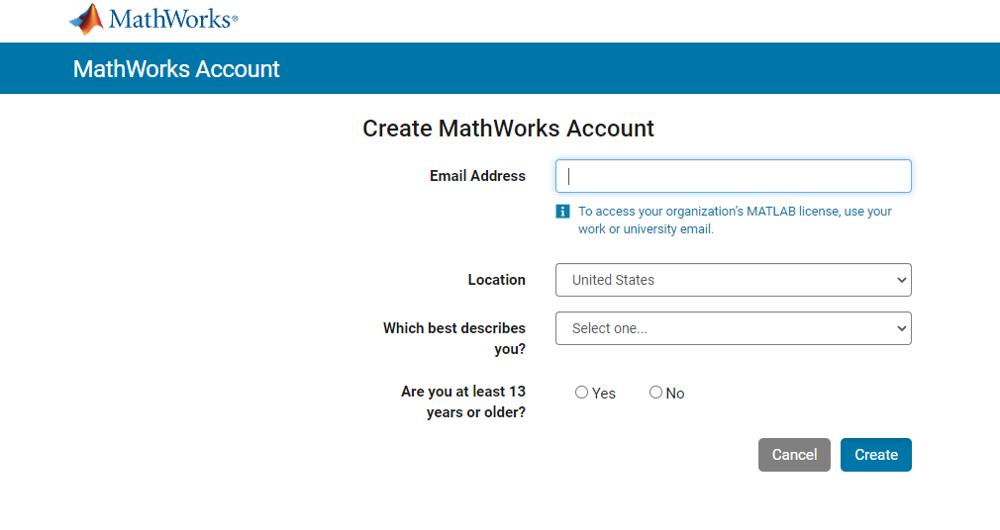 MathWorks®
MathWorks Account
Create MathWorks Account
Email Address
To access your organization's MATLAB license, use your
work or university email.
Location
United States
Which best describes
you?
Select one...
Are you at least 13
years or older?
Yes
No
Cancel
Create